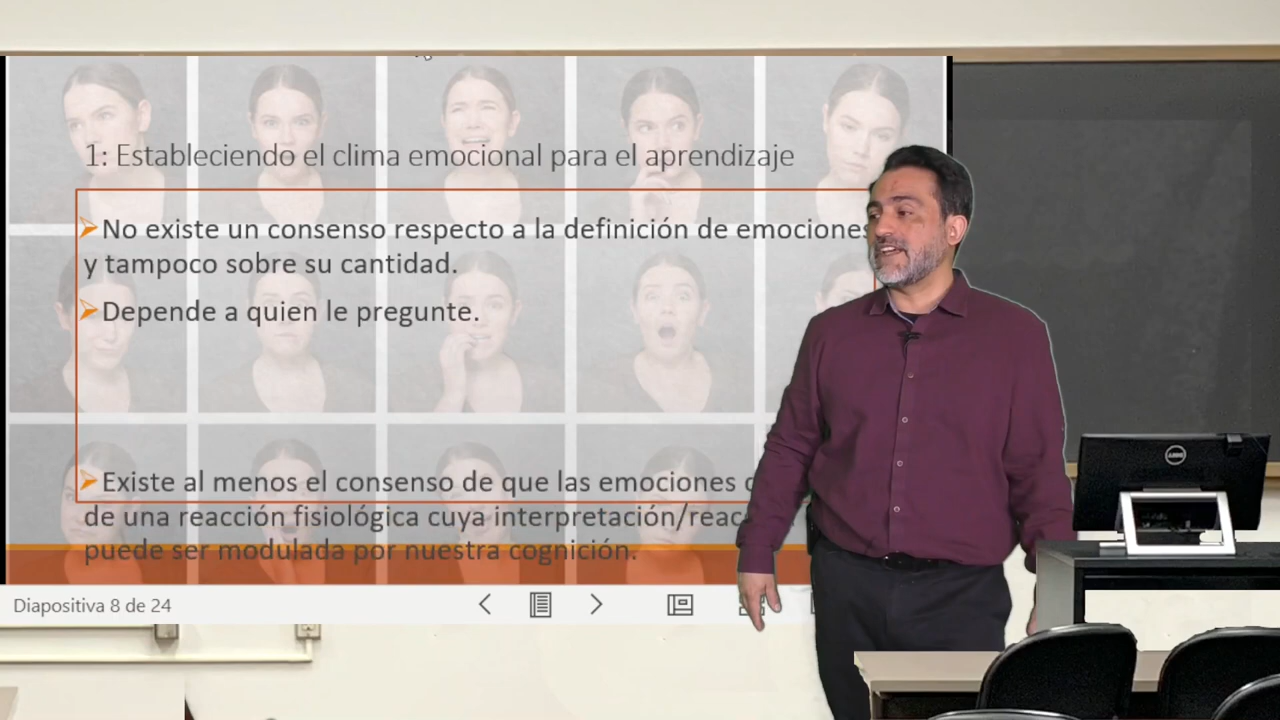 1: Estableciendo el clima emocional para el aprendizaje
No existe un consenso respecto a la definición de emociones
y tampoco sobre su cantidad.
Depende a quien le pregunte.
Existe al menos el consenso de que las emociones
de una reacción fisiológica cuya
puede ser modulada por nuestra cognición.
Diapositiva 8 de 24
DELL